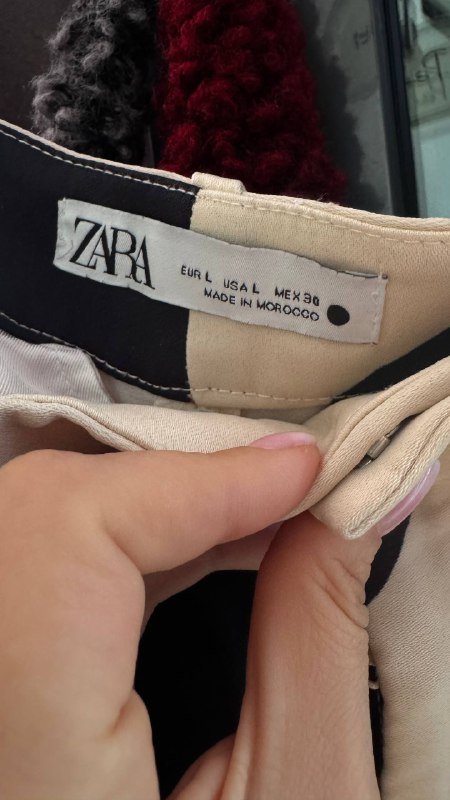 ZARA
EUR L USA L MEX 30
MADE IN MOROCCO